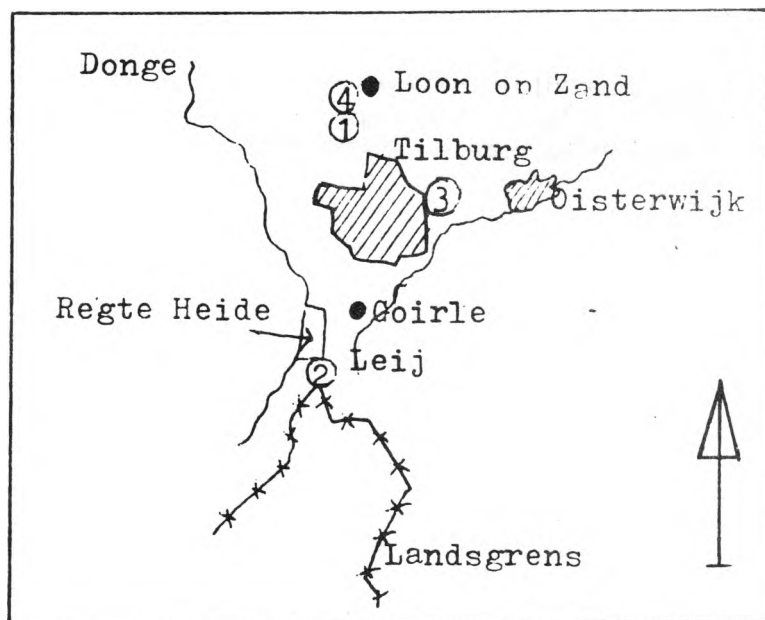 Donge
④ Loon op Zand
①
Tilburg
③
Oisterwijk
Regte Heide
Goirle
② Leij
Landsgrens